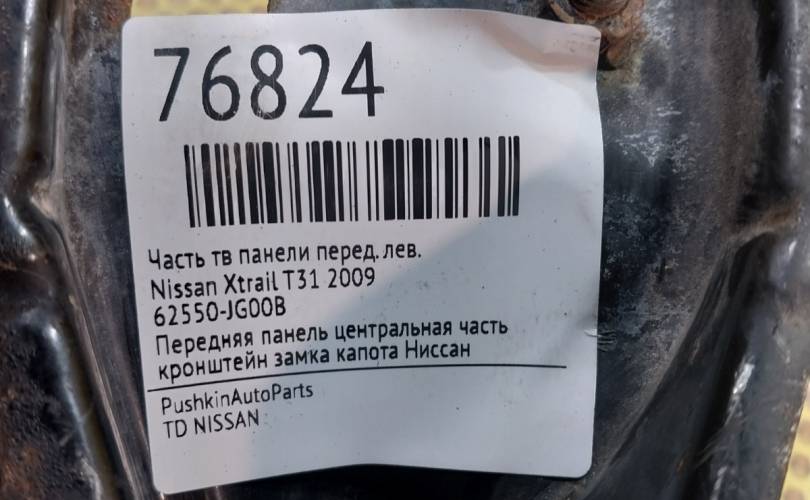 76824
Часть тв панели перед. лев.
Nissan Xtrail T31 2009
62550-JG00B
Передняя панель центральная часть
кронштейн замка капота Ниссан
PushkinAutoParts
TD NISSAN